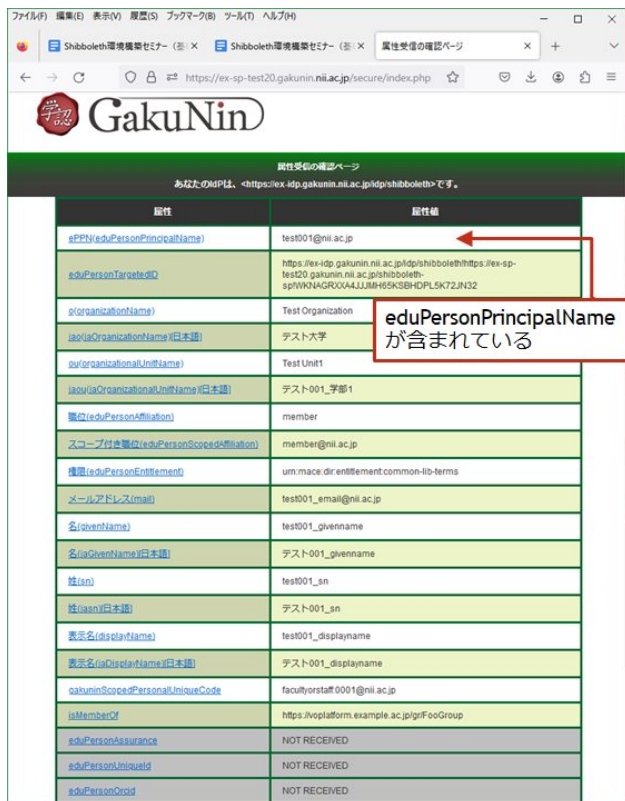 ファイル(F) 編集(E) 表示(V) 履歴(S) ブックマーク(B) ツール(T) ヘルプ(H)
Shibboleth環境構築セミナー（基
Shibboleth環境構築セミナー（基
属性受信の確認ページ
https://ex-sp-test20.gakunin.nii.ac.jp/secure/index.php
学認
GakuNin
属性受信の確認ページ
あなたのIdPは、<https://ex-idp.gakunin.nii.ac.jp/idp/shibboleth>です。
属性 属性値
ePPN(eduPersonPrincipalName) test001@nii.ac.jp
eduPersonTargetedID https://ex-idp.gakunin.nii.ac.jp/idp/shibboleth!https://ex-sp-
test20.gakunin.nii.ac.jp/shibboleth-
sp!WKNAGRXXA4JJJMH65KSBHDPL5K72JN32
o(organizationName) Test Organization
eduPersonPrincipalName
が含まれている
jao(jaOrganizationName)[日本語] テスト大学
ou(organizationalUnitName) Test Unit1
jaou(jaOrganizationalUnitName)[日本語] テスト001_学部1
職位(eduPersonAffiliation) member
スコープ付き職位(eduPersonScopedAffiliation) member@nii.ac.jp
権限(eduPersonEntitlement) urn:mace:dir:entitlement:common-lib-terms
メールアドレス(mail) test001_email@nii.ac.jp
名(givenName) test001_givenname
名(jaGivenName)[日本語] テスト001_givenname
姓(sn) test001_sn
姓(jasn)[日本語] テスト001_sn
表示名(displayName) test001_displayname
表示名(jaDisplayName)[日本語] テスト001_displayname
gakuninScopedPersonalUniqueCode facultyorstaff:0001@nii.ac.jp
isMemberOf https://voplatform.example.ac.jp/gr/FooGroup
eduPersonAssurance NOT RECEIVED
eduPersonUniqueId NOT RECEIVED
eduPersonOrcid NOT RECEIVED